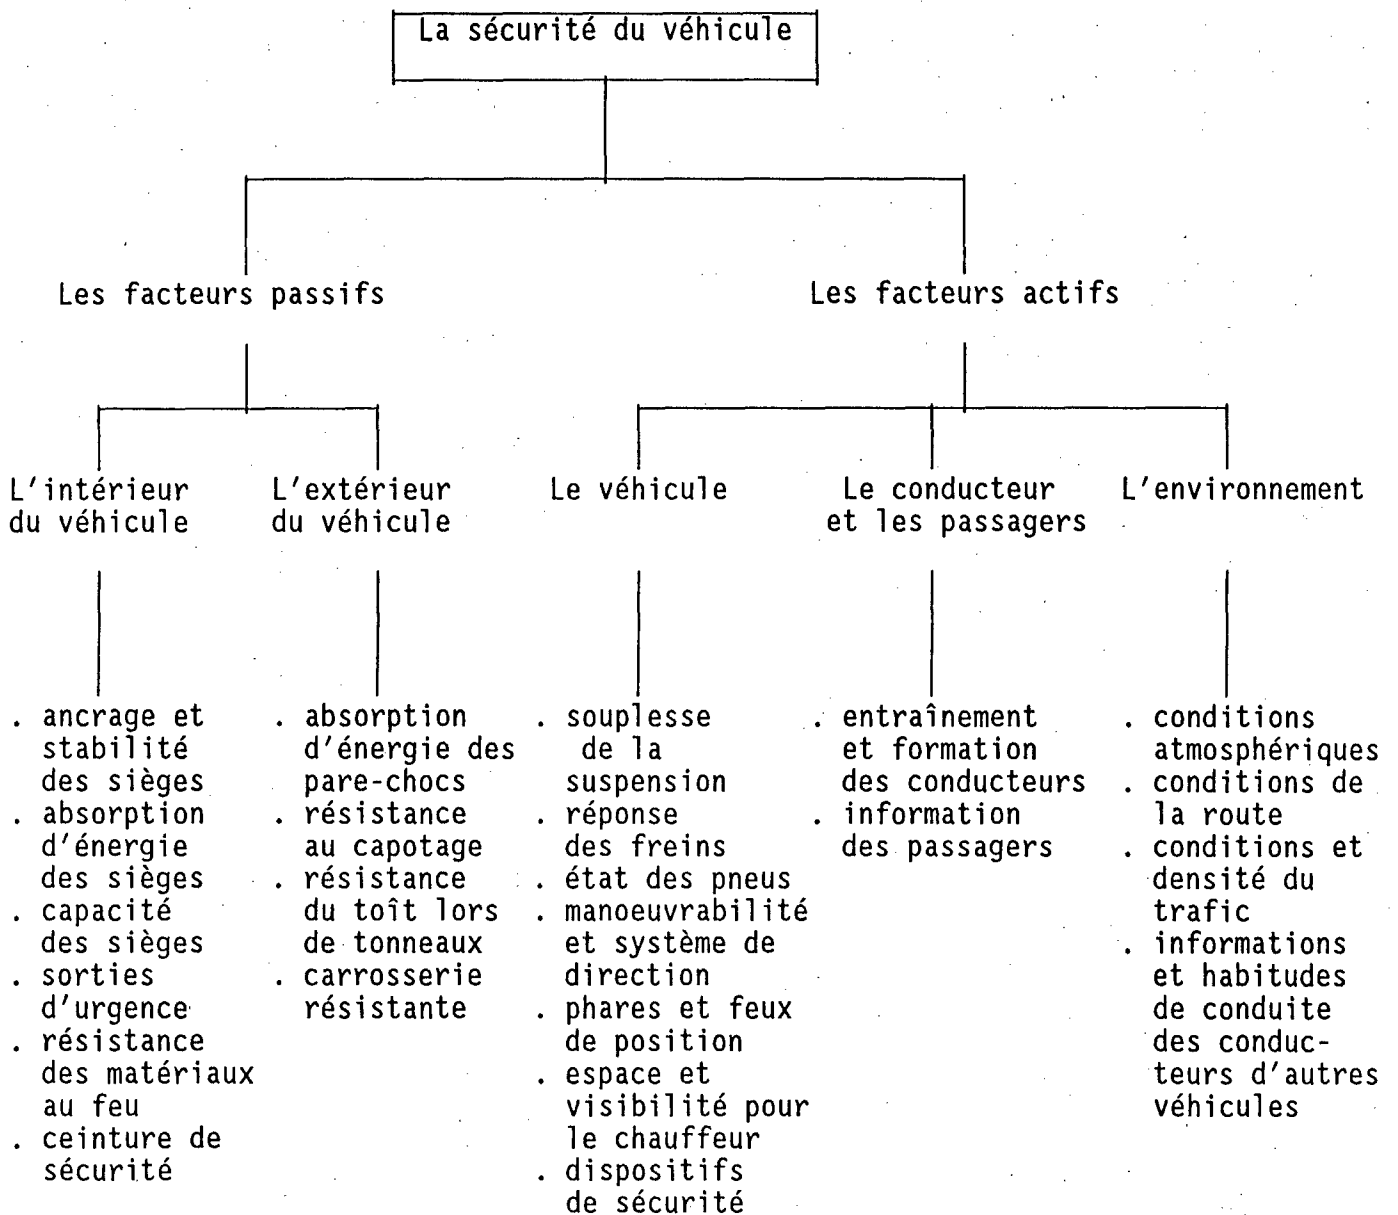 La sécurité du véhicule
Les facteurs passifs
Les facteurs actifs
L'intérieur
du véhicule
L'extérieur
du véhicule
Le véhicule
Le conducteur
et les passagers
L'environnement
. ancrage et
stabilité
des sièges
. absorption
d'énergie
des sièges
. capacité
des sièges
. sorties
d'urgence
. résistance
des matériaux
au feu
. ceinture de
sécurité
. absorption
d'énergie des
pare-chocs
. résistance
au capotage
. résistance
du toît lors
de tonneaux
. carrosserie
résistante
. souplesse
de la
suspension
. réponse
des freins
. état des pneus
. manoeuvrabilité
et système de
direction
. phares et feux
de position
. espace et
visibilité pour
le chauffeur
. dispositifs
de sécurité
. entraînement
et formation
des conducteurs
. information
des passagers
. conditions
atmosphériques
. conditions de
la route
. conditions et
densité du
trafic
. informations
et habitudes
de conduite
des conduc-
teurs d'autres
véhicules